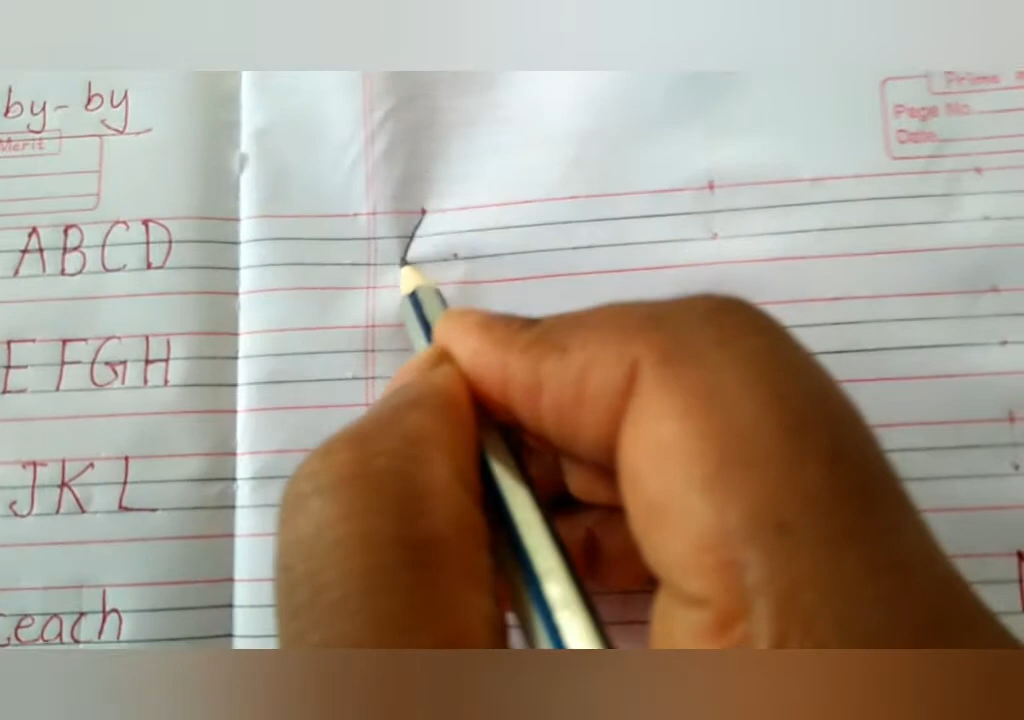 by-by
Merit
Prime
Page No.
Date
ABCD
EFGH
JKL
each